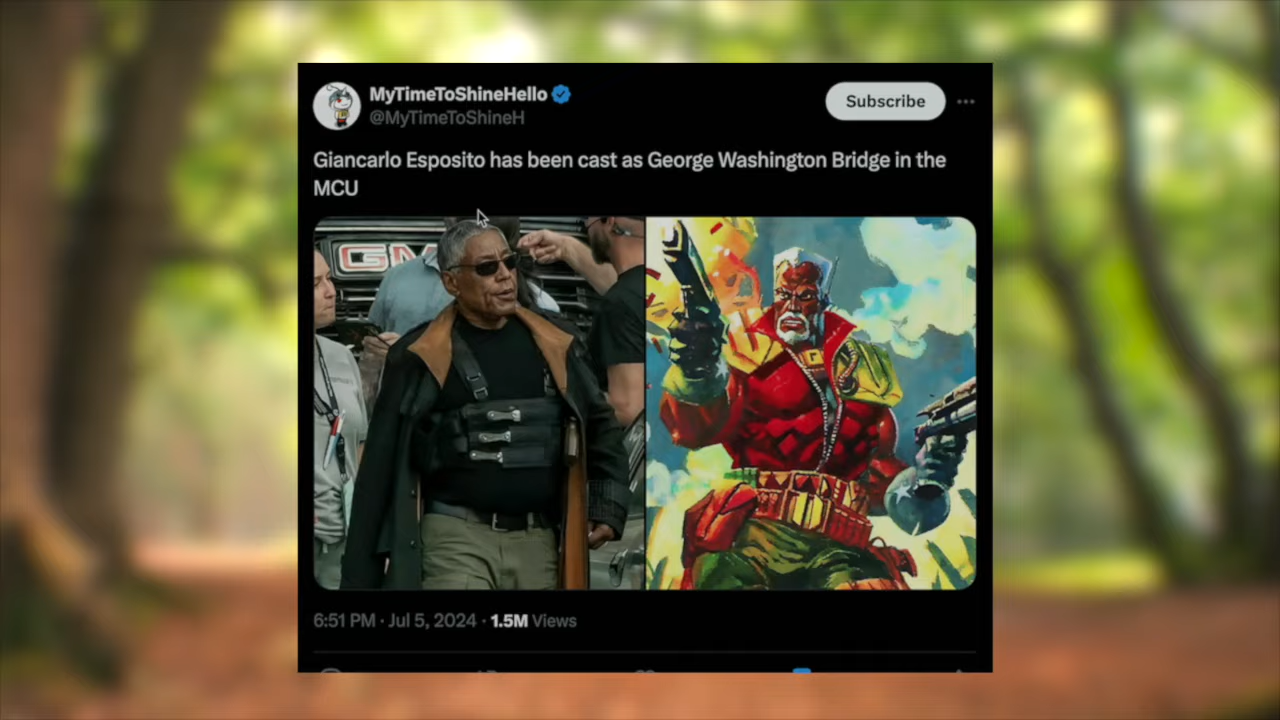 MyTimeToShineHello
Subscribe
@MyTimeToShineH
Giancarlo Esposito has been cast as George Washington Bridge in the
MCU
GM
6:51 PM · Jul 5, 2024 · 1.5M Views